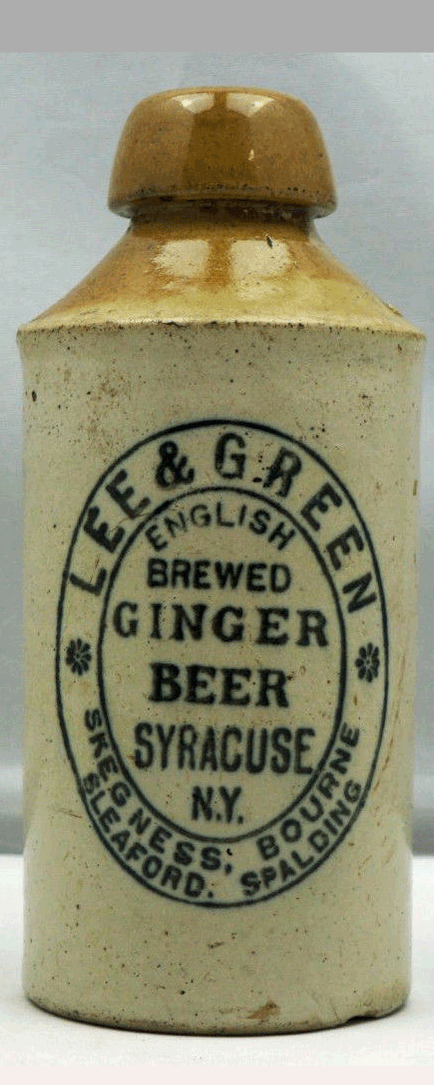 LEE & GREEN
ENGLISH
BREWED
GINGER
BEER
SYRACUSE
N.Y.
SKEGNESS, BOURNE
SLEAFORD. SPALDING